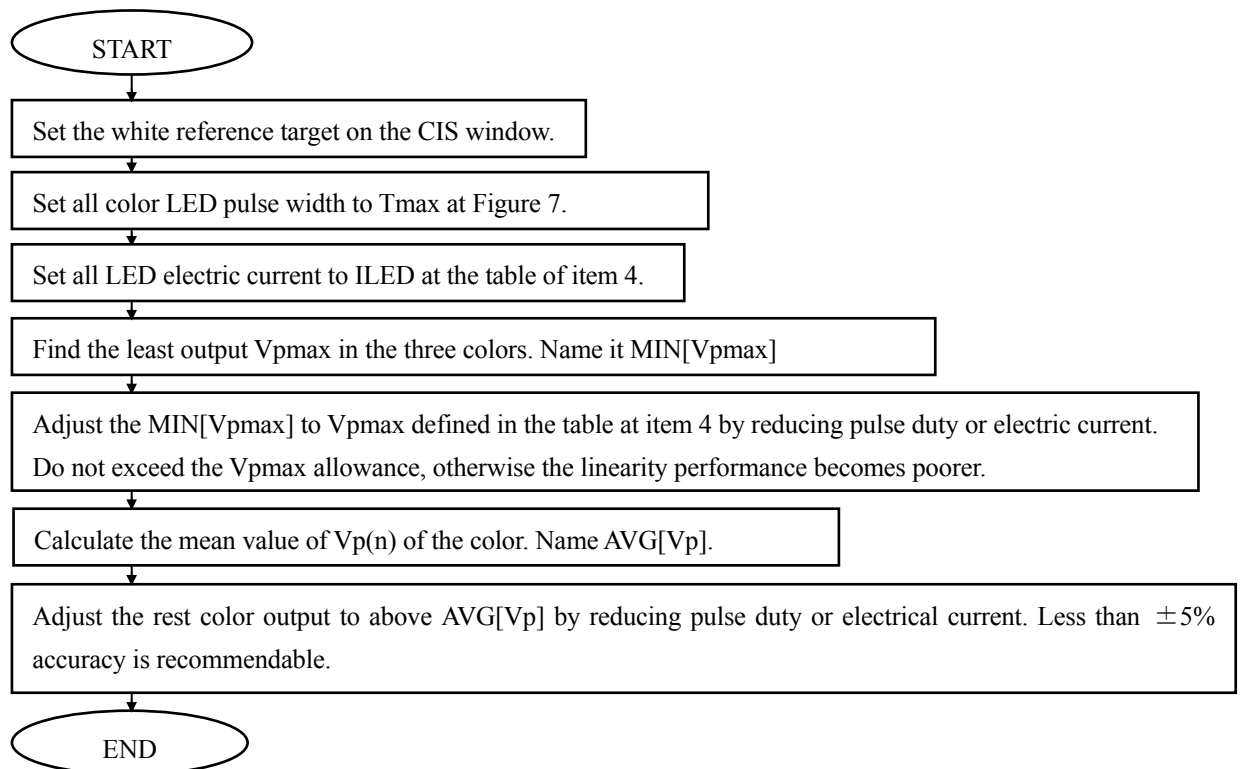 START
Set the white reference target on the CIS window.
Set all color LED pulse width to Tmax at Figure 7.
Set all LED electric current to ILED at the table of item 4.
Find the least output Vpmax in the three colors. Name it MIN[Vpmax]
Adjust the MIN[Vpmax] to Vpmax defined in the table at item 4 by reducing pulse duty or electric current.
Do not exceed the Vpmax allowance, otherwise the linearity performance becomes poorer.
Calculate the mean value of Vp(n) of the color. Name AVG[Vp].
Adjust the rest color output to above AVG[Vp] by reducing pulse duty or electrical current. Less than ±5%
accuracy is recommendable.
END